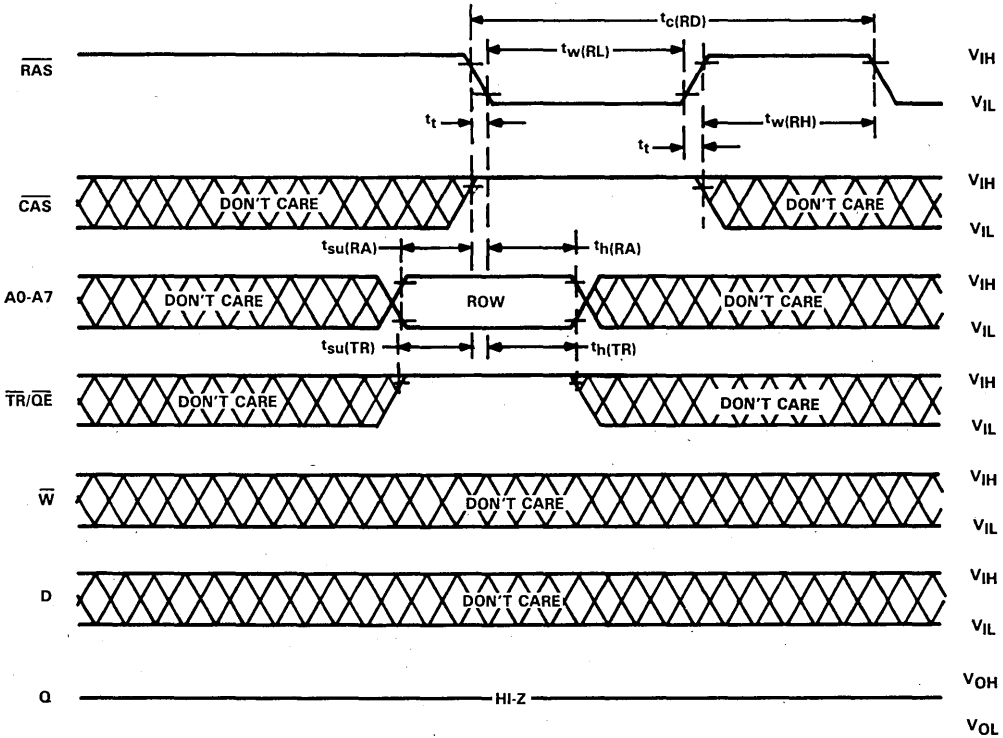 tc(RD)
tw(RL)
RAS
VIH
VIL
tt
tw(RH)
tt
CAS
DON'T CARE
DON'T CARE
VIH
VIL
tsu(RA)
th(RA)
A0-A7
DON'T CARE
ROW
DON'T CARE
VIH
VIL
tsu(TR)
th(TR)
TR/QE
DON'T CARE
DON'T CARE
VIH
VIL
W
DON'T CARE
VIH
VIL
D
DON'T CARE
VIH
VIL
Q
HI-Z
VOH
VOL